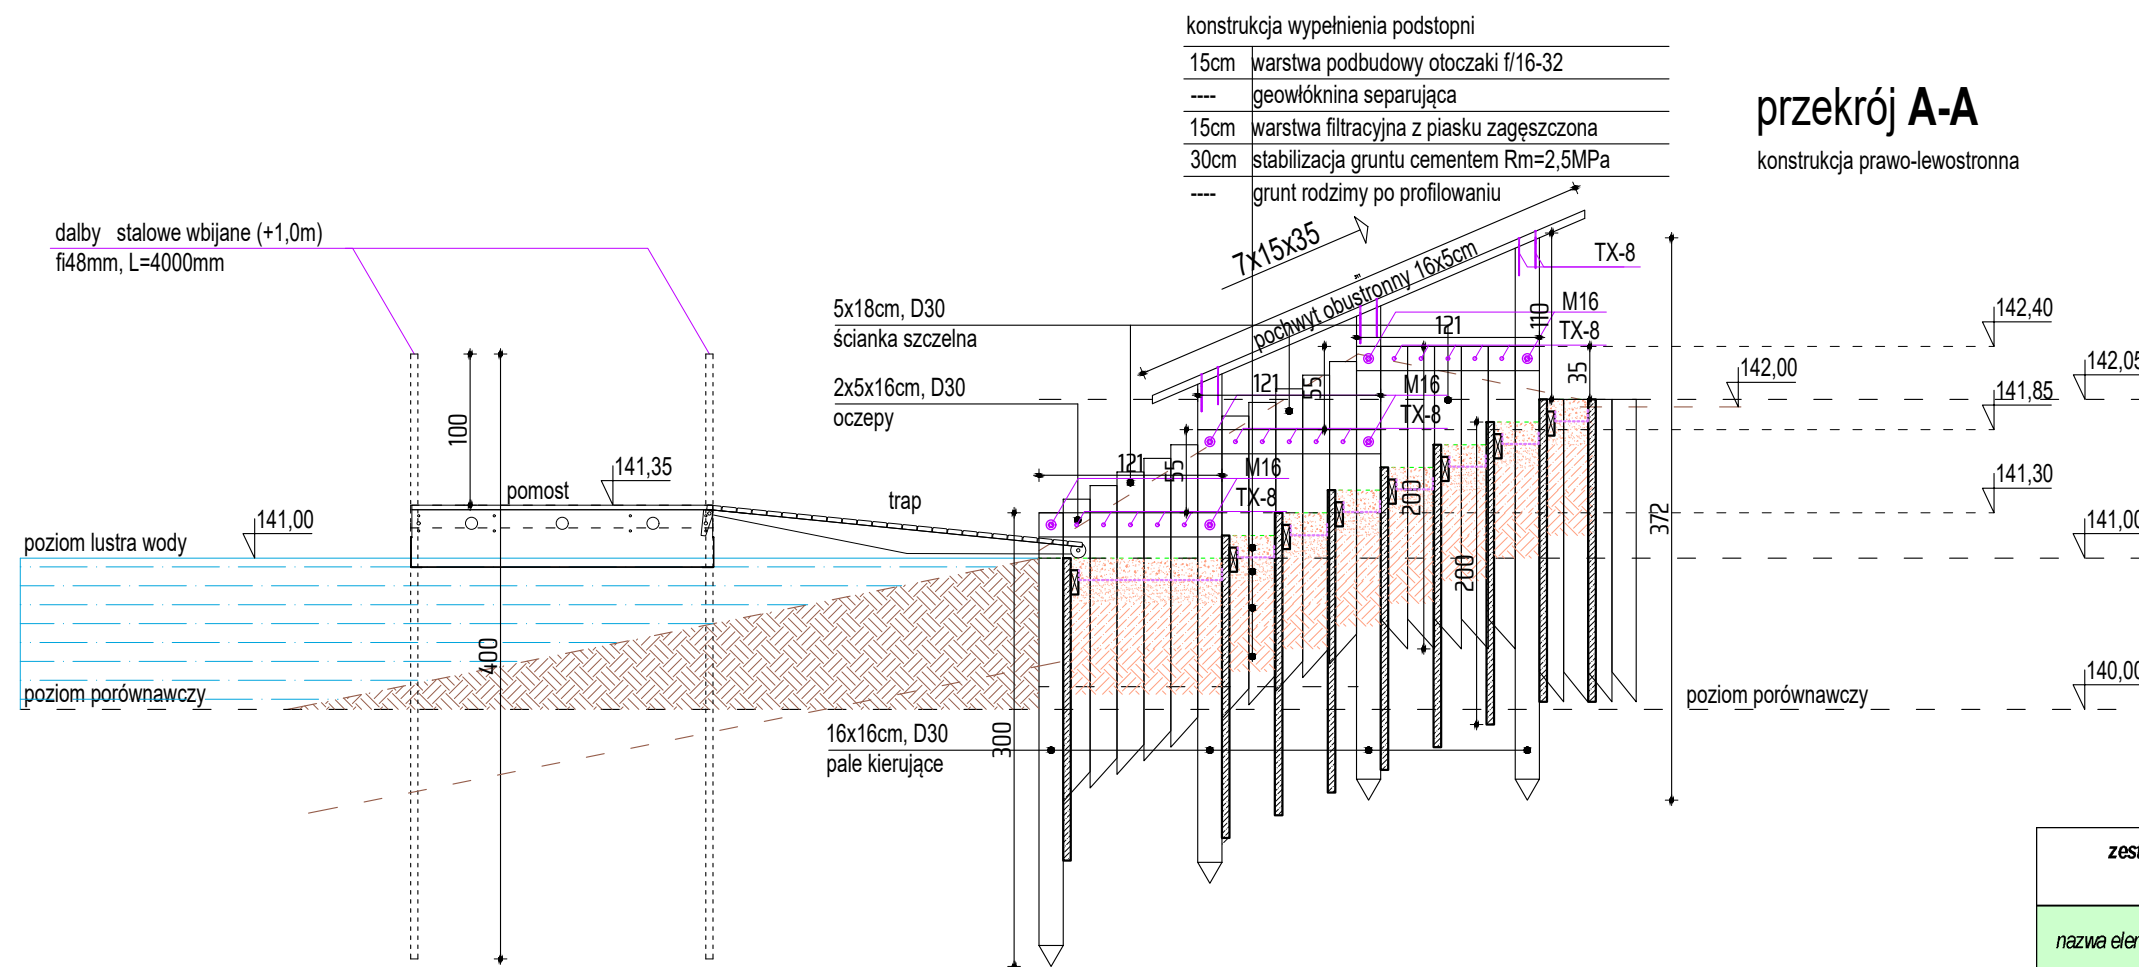 konstrukcja wypełnienia podstopni
15cm warstwa podbudowy otoczaki f/16-32
---- geowłóknina separująca
15cm warstwa filtracyjna z piasku zagęszczona
30cm stabilizacja gruntu cementem Rm=2,5MPa
---- grunt rodzimy po profilowaniu
przekrój A-A
konstrukcja prawo-lewostronna
dalby stalowe wbijane (+1,0m)
fi48mm, L=4000mm
7x15x35
pochwyt obustronny 16x5cm
TX-8
5x18cm, D30
ścianka szczelna
2x5x16cm, D30
oczepy
110
M16
121
TX-8
142,40
142,05
142,00
141,85
35
55
121
M16
TX-8
100
141,35
pomost
trap
121
55
M16
TX-8
200
141,30
372
141,00
141,00
poziom lustra wody
200
400
poziom porównawczy
poziom porównawczy
140,00
300
16x16cm, D30
pale kierujące
zest
nazwa eler